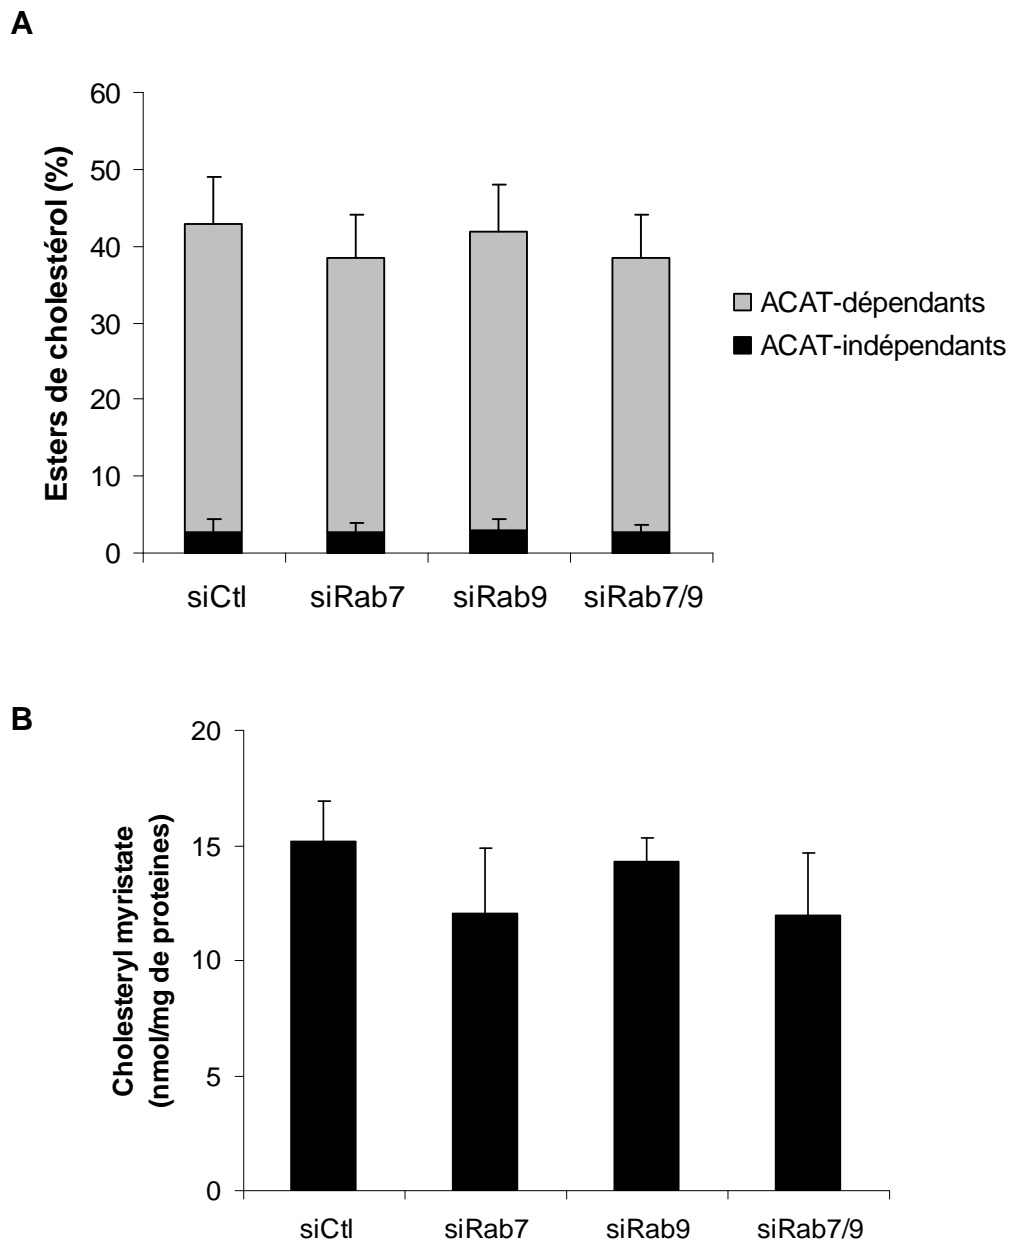 A
60
50
40
30
20
10
0
Esters de cholestérol (%)
siCtl siRab7 siRab9 siRab7/9
ACAT-dépendants
ACAT-indépendants
B
20
15
10
5
0
Cholesteryl myristate
(nmol/mg de proteines)
siCtl siRab7 siRab9 siRab7/9